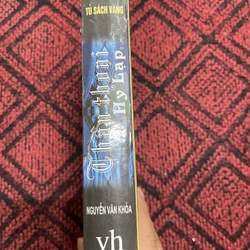 TỦ SÁCH VÀNG
Thần thoại
Hy Lạp
NGUYỄN VĂN KHỎA
vh